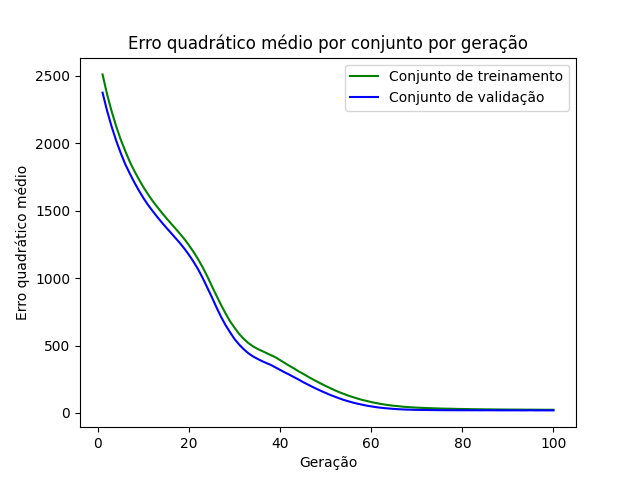 Erro quadrático médio por conjunto por geração
Conjunto de treinamento
Conjunto de validação
Erro quadrático médio
2500
2000
1500
1000
500
0
0 20 40 60 80 100
Geração